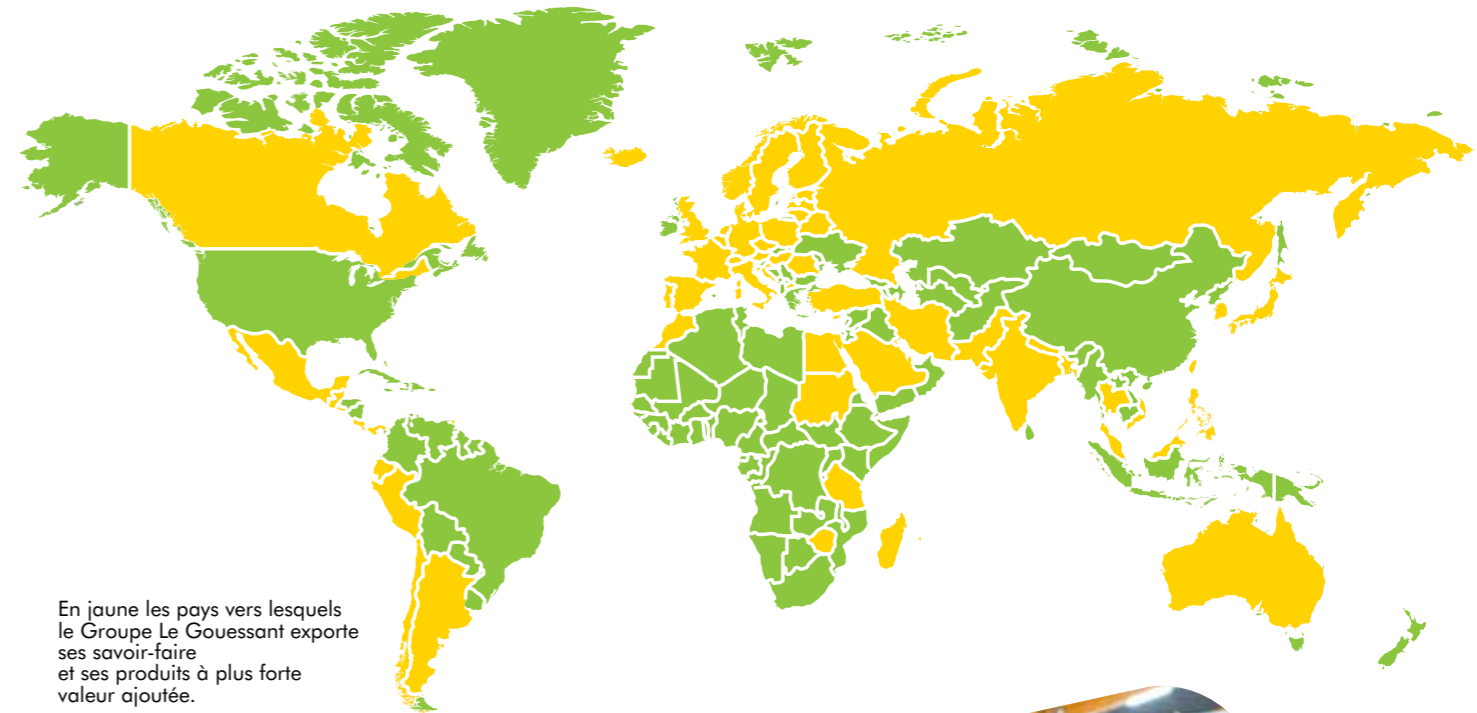 En jaune les pays vers lesquels
le Groupe Le Gouessant exporte
ses savoir-faire
et ses produits à plus forte
valeur ajoutée.